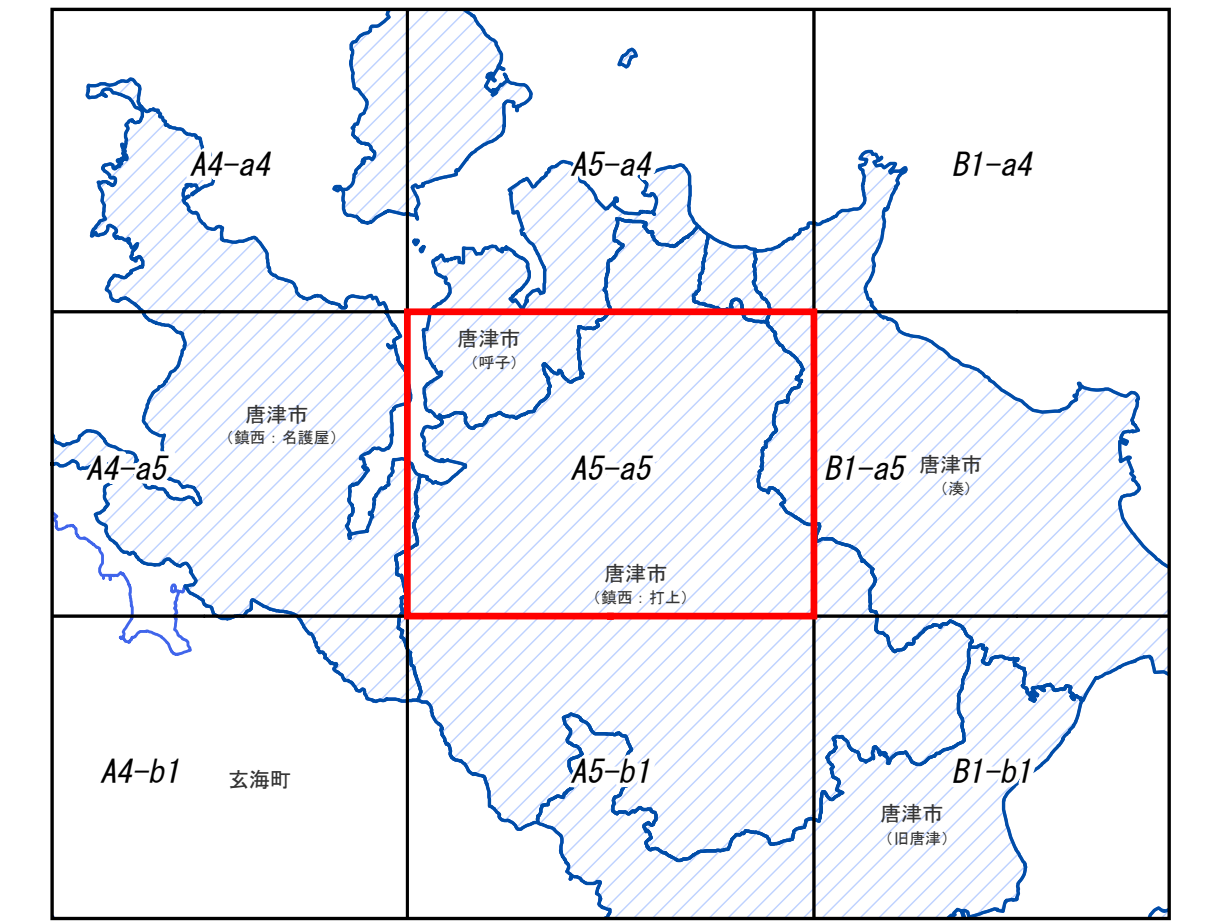 A4-a4
A5-a4
B1-a4
唐津市
（呼子）
唐津市
（鎮西：名護屋）
A4-a5
A5-a5
B1-a5
唐津市
（湊）
唐津市
（鎮西：打上）
A4-b1
玄海町
A5-b1
B1-b1
唐津市
（旧唐津）